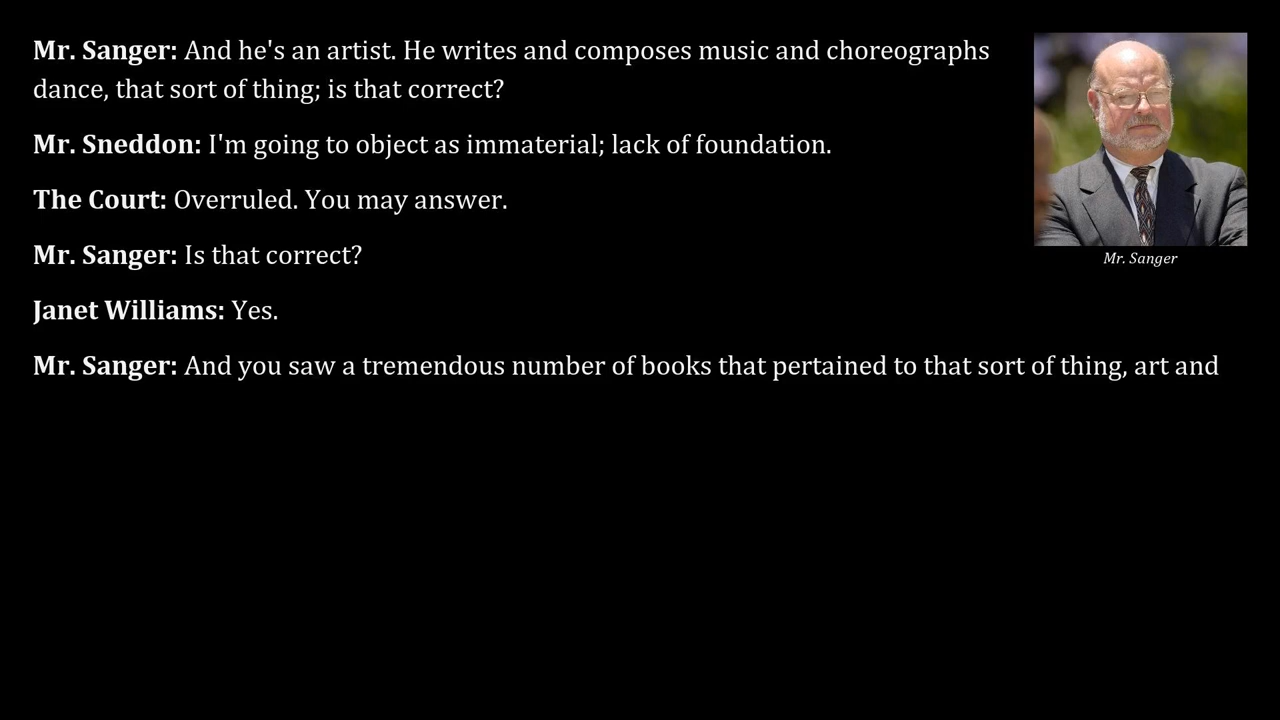 Mr. Sanger: And he's an artist. He writes and composes music and choreographs
dance, that sort of thing; is that correct?
Mr. Sneddon: I'm going to object as immaterial; lack of foundation.
The Court: Overruled. You may answer.
Mr. Sanger: Is that correct?
Janet Williams: Yes.
Mr. Sanger: And you saw a tremendous number of books that pertained to that sort of thing, art and
Mr. Sanger